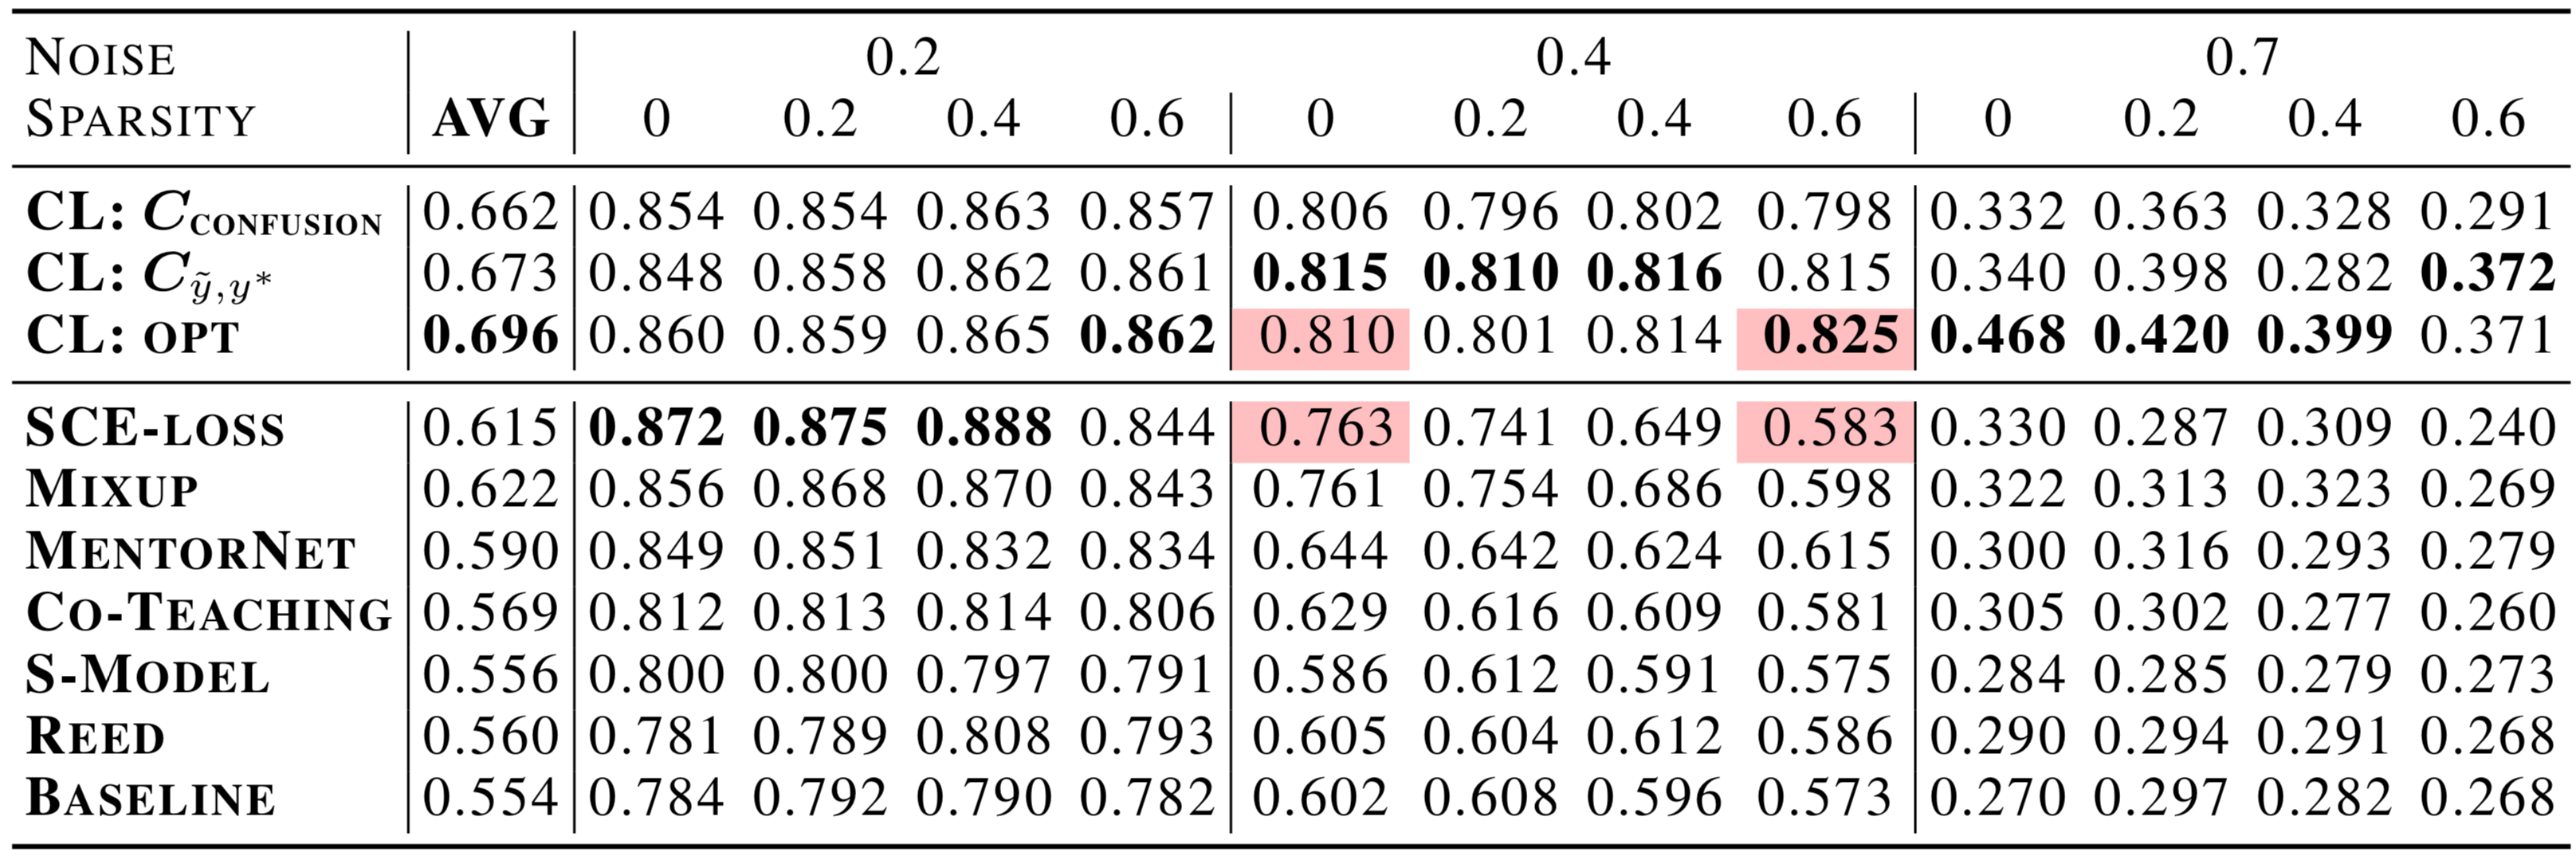 NOISE 0.2 0.4 0.7
SPARSITY AVG 0 0.2 0.4 0.6 0 0.2 0.4 0.6 0 0.2 0.4 0.6
CL: C_CONFUSION 0.662 0.854 0.854 0.863 0.857 0.806 0.796 0.802 0.798 0.332 0.363 0.328 0.291
CL: C_ỹ,y* 0.673 0.848 0.858 0.862 0.861 0.815 0.810 0.816 0.815 0.340 0.398 0.282 0.372
CL: OPT 0.696 0.860 0.859 0.865 0.862 0.810 0.801 0.814 0.825 0.468 0.420 0.399 0.371
SCE-LOSS 0.615 0.872 0.875 0.888 0.844 0.763 0.741 0.649 0.583 0.330 0.287 0.309 0.240
MIXUP 0.622 0.856 0.868 0.870 0.843 0.761 0.754 0.686 0.598 0.322 0.313 0.323 0.269
MENTORNET 0.590 0.849 0.851 0.832 0.834 0.644 0.642 0.624 0.615 0.300 0.316 0.293 0.279
CO-TEACHING 0.569 0.812 0.813 0.814 0.806 0.629 0.616 0.609 0.581 0.305 0.302 0.277 0.260
S-MODEL 0.556 0.800 0.800 0.797 0.791 0.586 0.612 0.591 0.575 0.284 0.285 0.279 0.273
REED 0.560 0.781 0.789 0.808 0.793 0.605 0.604 0.612 0.586 0.290 0.294 0.291 0.268
BASELINE 0.554 0.784 0.792 0.790 0.782 0.602 0.608 0.596 0.573 0.270 0.297 0.282 0.268